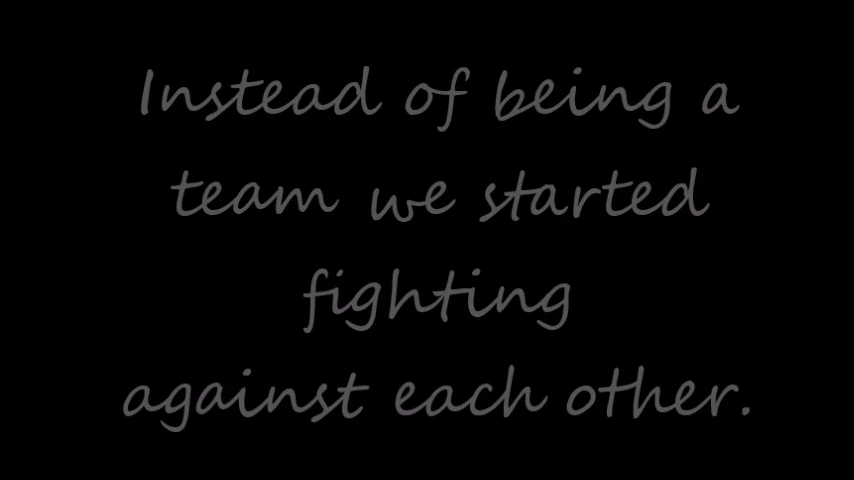 Instead of being a
team we started
fighting
against each other.